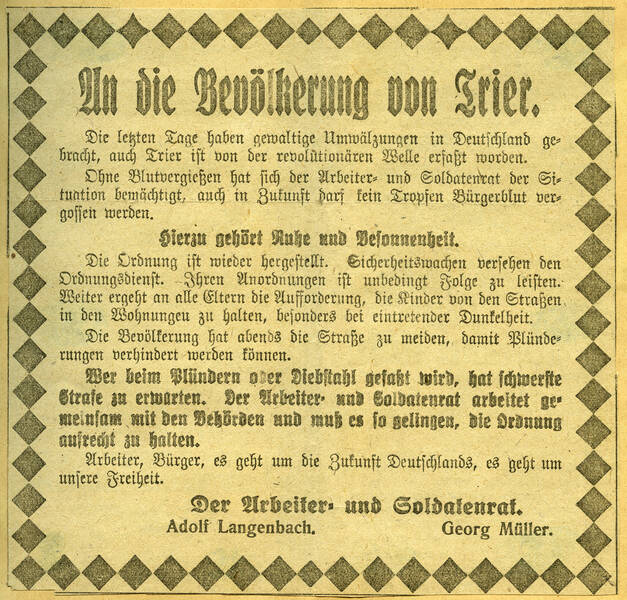 An die Bevölkerung von Trier.
Die letzten Tage haben gewaltige Umwälzungen in Deutschland ge-
bracht, auch Trier ist von der revolütionären Welle erfaßt worden.
Ohne Blutvergießen hat sich der Arbeiter- und Soldatenrat der Si-
tuation bemächtigt, auch in Zukunft darf kein Tropfen Bürgerblut ver-
gossen werden.
Hierzu gehört Ruhe und Besonnenheit.
Die Ordnung ist wieder hergestellt. Sicherheitswachen versehen den
Ordnungsdienst. Ihren Anordnungen ist unbedingt Folge zu leisten.
Weiter ergeht an alle Eltern die Aufforderung, die Kinder von den Straßen
in den Wohnungeu zu halten, besonders bei eintretender Dunkelheit.
Die Bevölkerung hat abends die Straße zu meiden, damit Plünde-
rungen verhindert werden können.
Wer beim Plündern oder Diebstahl gefaßt wird, hat schwerste
Strafe zu erwarten. Der Arbeiter- und Soldatenrat arbeitet ge-
meinsam mit den Behörden und muß es so gelingen, die Ordnung
aufrecht zu halten.
Arbeiter, Bürger, es geht um die Zukunft Deutschlands, es geht um
unsere Freiheit.
Der Arbeiter- und Soldatenrat.
Adolf Langenbach. Georg Müller.